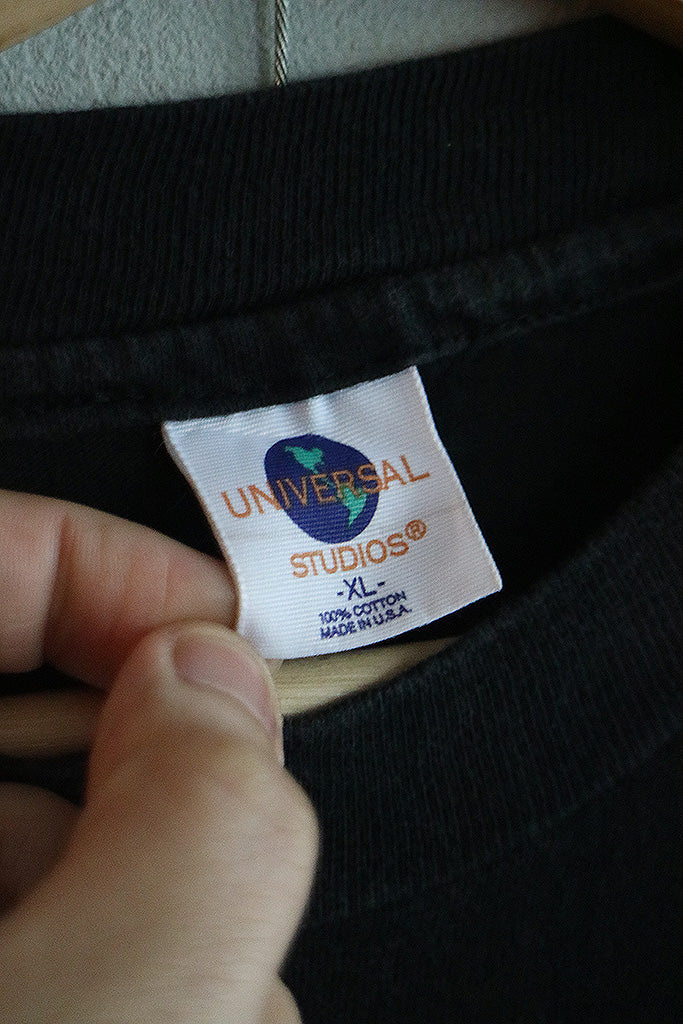 UNIVERSAL
STUDIOS®
-XL-
100% COTTON
MADE IN U.S.A.